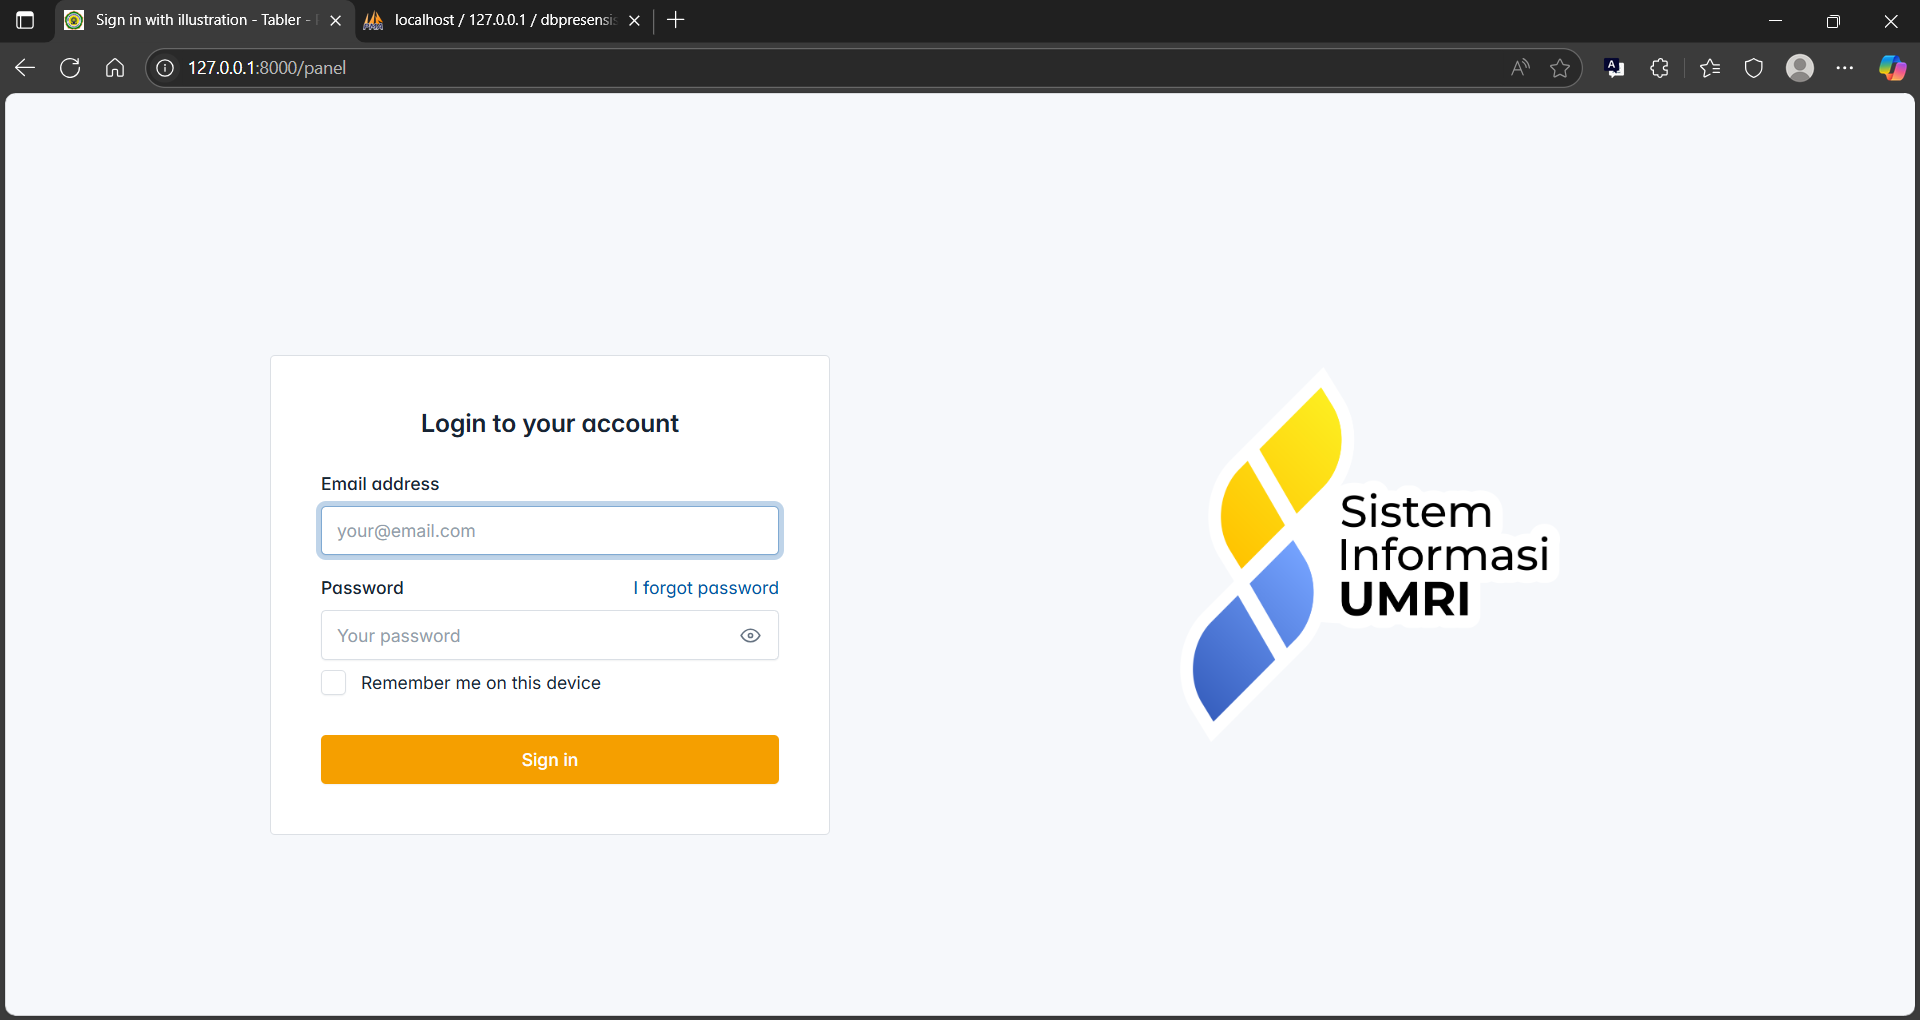 Sign in with illustration - Tabler -
localhost / 127.0.0.1 / dbpresensi
127.0.0.1:8000/panel
Login to your account
Email address
your@email.com
Password
I forgot password
Your password
Remember me on this device
Sign in
Sistem
Informasi
UMRI